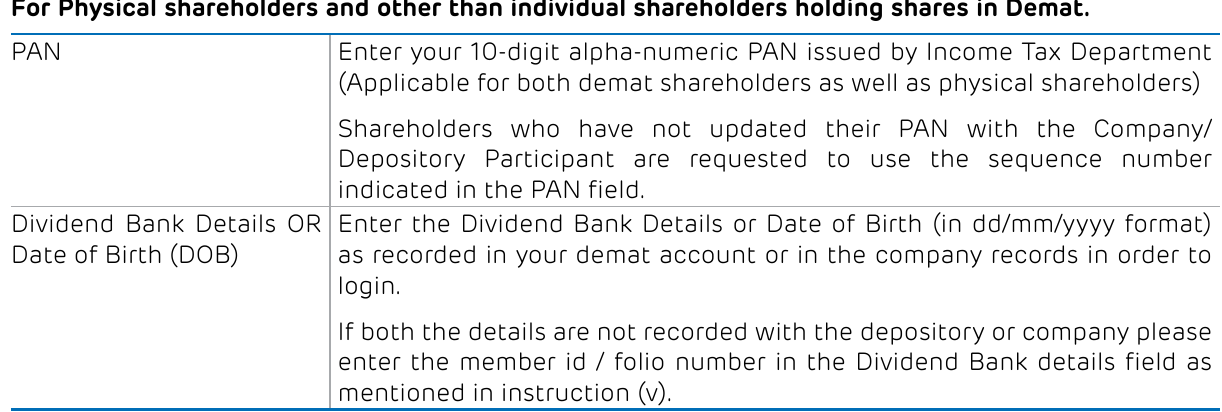 For Physical shareholders and other than individual shareholders holding shares in Demat.
PAN
Enter your 10-digit alpha-numeric PAN issued by Income Tax Department
(Applicable for both demat shareholders as well as physical shareholders)
Shareholders who have not updated their PAN with the Company/
Depository Participant are requested to use the sequence number
indicated in the PAN field.
Dividend Bank Details OR
Date of Birth (DOB)
Enter the Dividend Bank Details or Date of Birth (in dd/mm/yyyy format)
as recorded in your demat account or in the company records in order to
login.
If both the details are not recorded with the depository or company please
enter the member id / folio number in the Dividend Bank details field as
mentioned in instruction (v).